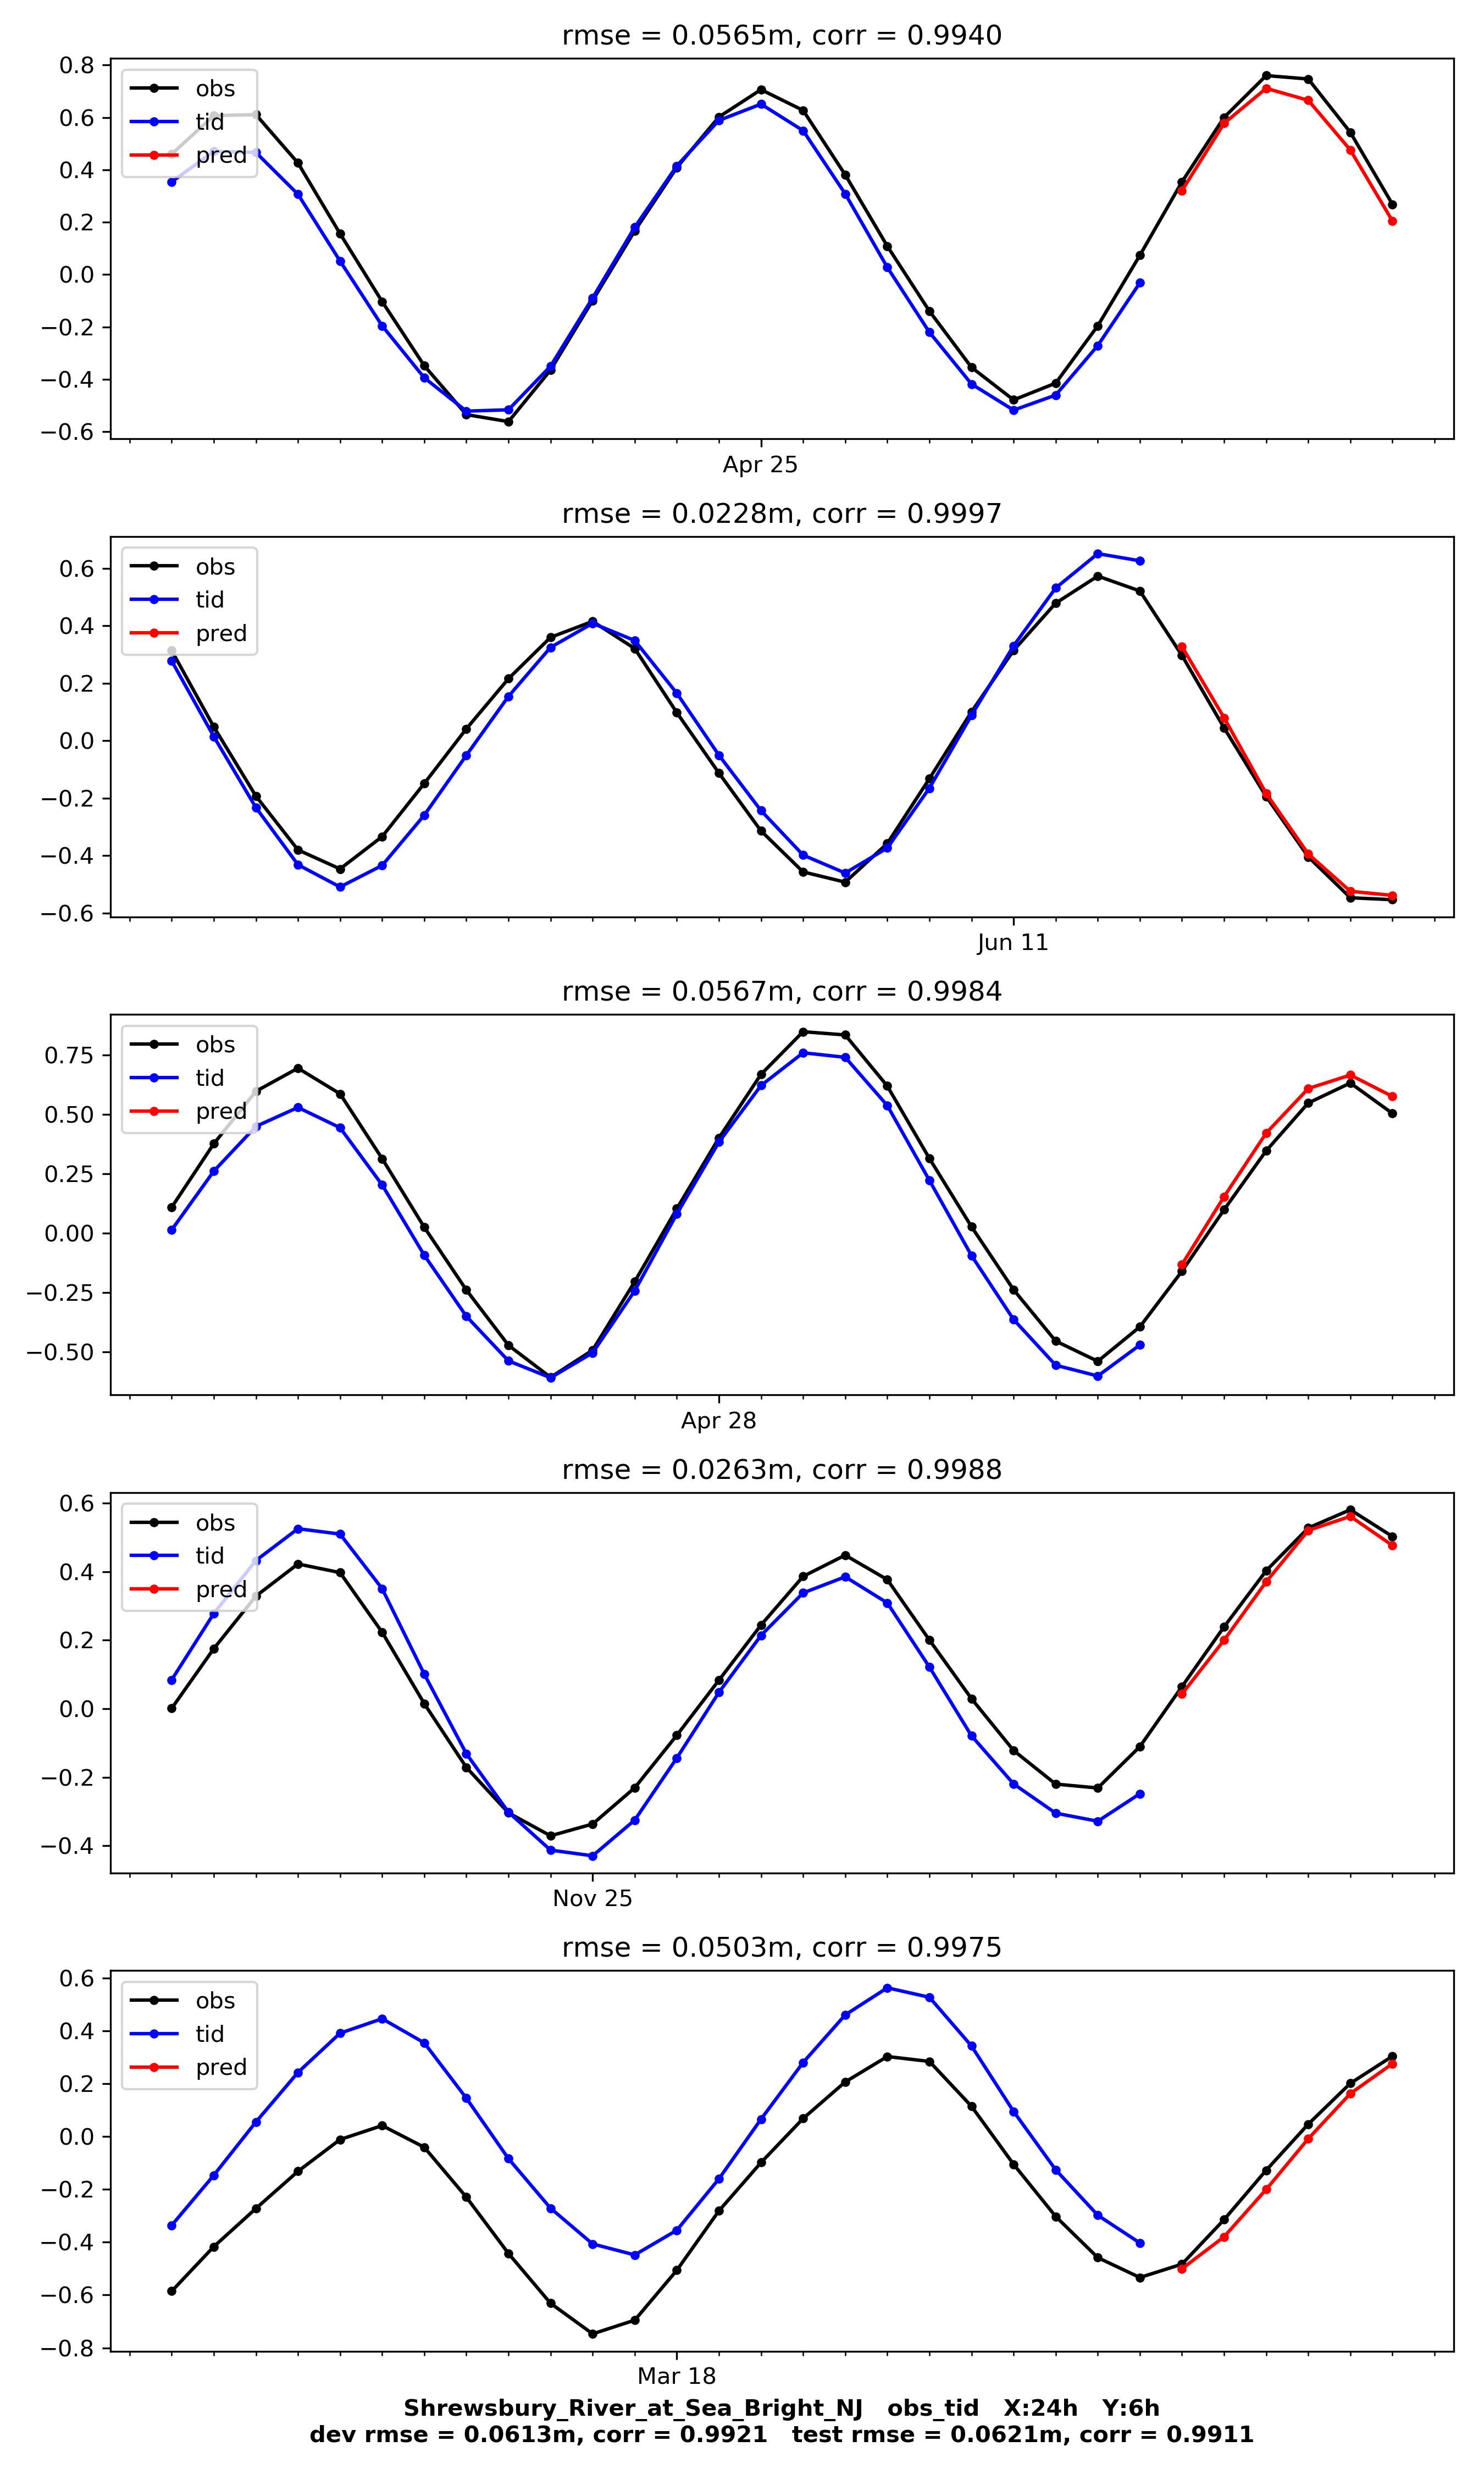 rmse = 0.0565m, corr = 0.9940
0.8
0.6
0.4
0.2
0.0
−0.2
−0.4
−0.6
obs
tid
pred
Apr 25
rmse = 0.0228m, corr = 0.9997
0.6
0.4
0.2
0.0
−0.2
−0.4
−0.6
obs
tid
pred
Jun 11
rmse = 0.0567m, corr = 0.9984
0.75
0.50
0.25
0.00
−0.25
−0.50
obs
tid
pred
Apr 28
rmse = 0.0263m, corr = 0.9988
0.6
0.4
0.2
0.0
−0.2
−0.4
obs
tid
pred
Nov 25
rmse = 0.0503m, corr = 0.9975
0.6
0.4
0.2
0.0
−0.2
−0.4
−0.6
−0.8
obs
tid
pred
Mar 18
Shrewsbury_River_at_Sea_Bright_NJ obs_tid X:24h Y:6h
dev rmse = 0.0613m, corr = 0.9921 test rmse = 0.0621m, corr = 0.9911